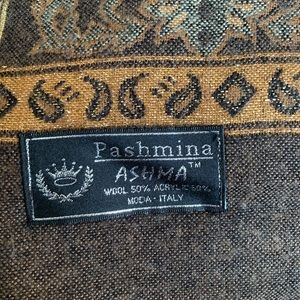 Pashmina
ASHMA™
WOOL 50% ACRYLIC 50%
MODA - ITALY